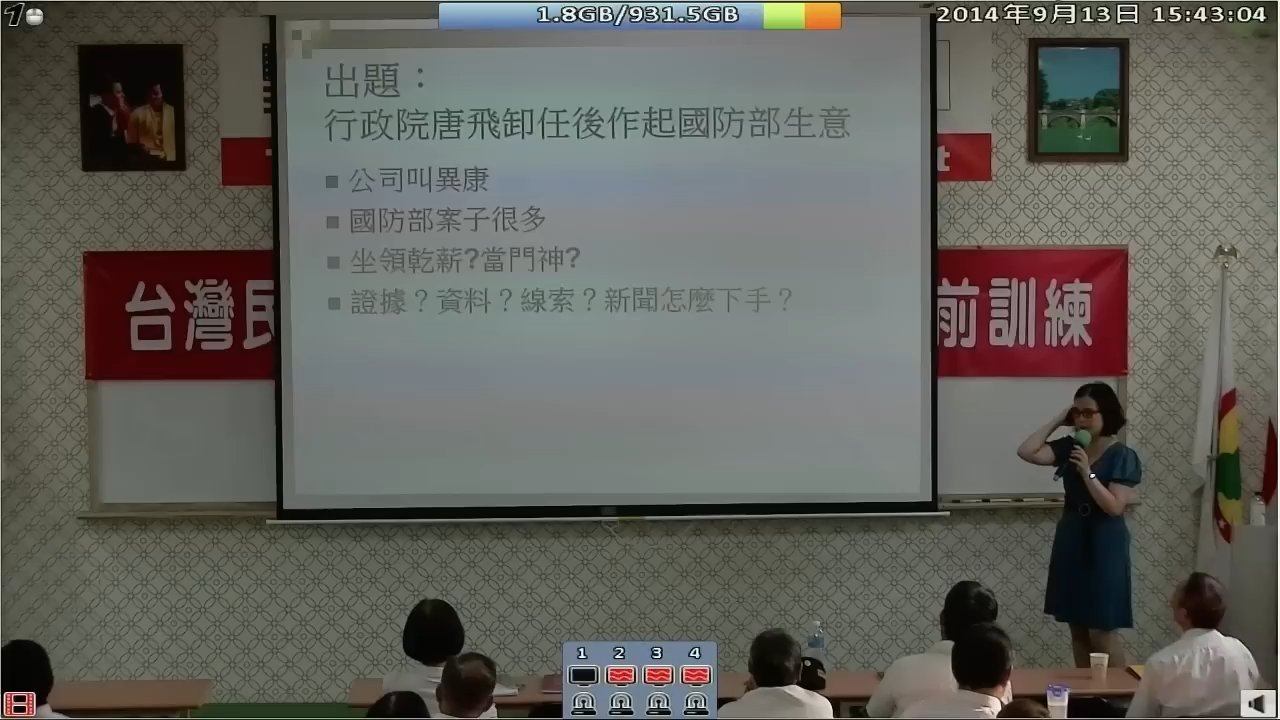 1
1.8GB/931.5GB
2014年9月13日 15:43:04
出題：
行政院唐飛卸任後作起國防部生意
公司叫異康
國防部案子很多
坐領乾薪?當門神?
證據？資料？線索？新聞怎麼下手？
t
台灣民
前訓練
1 2 3 4